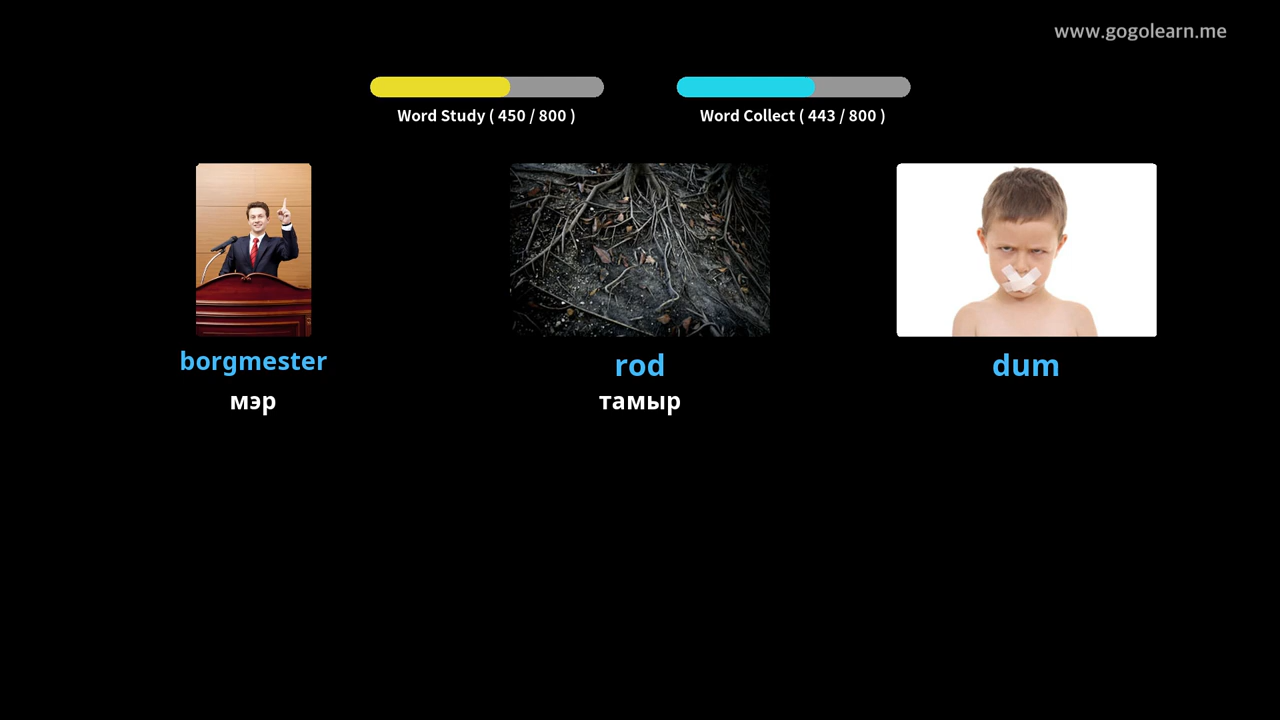 www.gogolearn.me
Word Study ( 450 / 800 )
Word Collect ( 443 / 800 )
borgmester
rod
dum
мэр
тамыр